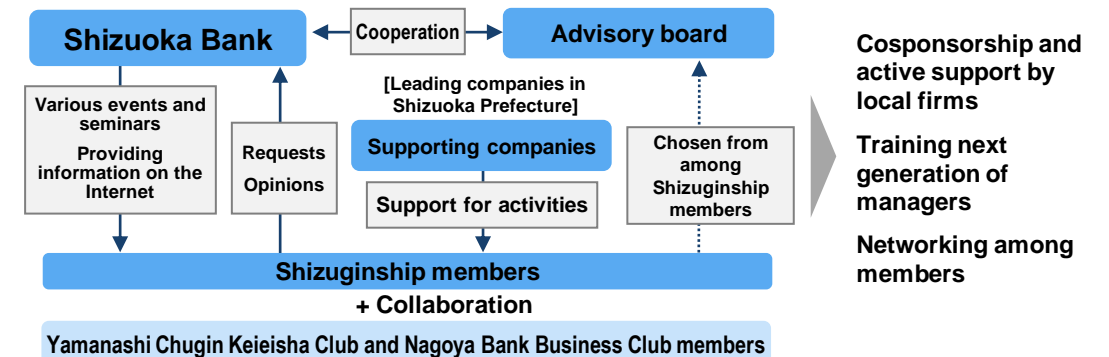 Shizuoka Bank
Cooperation
Advisory board
Various events and
seminars
Providing
information on the
Internet
Requests
Opinions
[Leading companies in
Shizuoka Prefecture]
Supporting companies
Support for activities
Chosen from
among
Shizuginship
members
Shizuginship members
+ Collaboration
Yamanashi Chugin Keieisha Club and Nagoya Bank Business Club members
Cosponsorship and
active support by
local firms
Training next
generation of
managers
Networking among
members